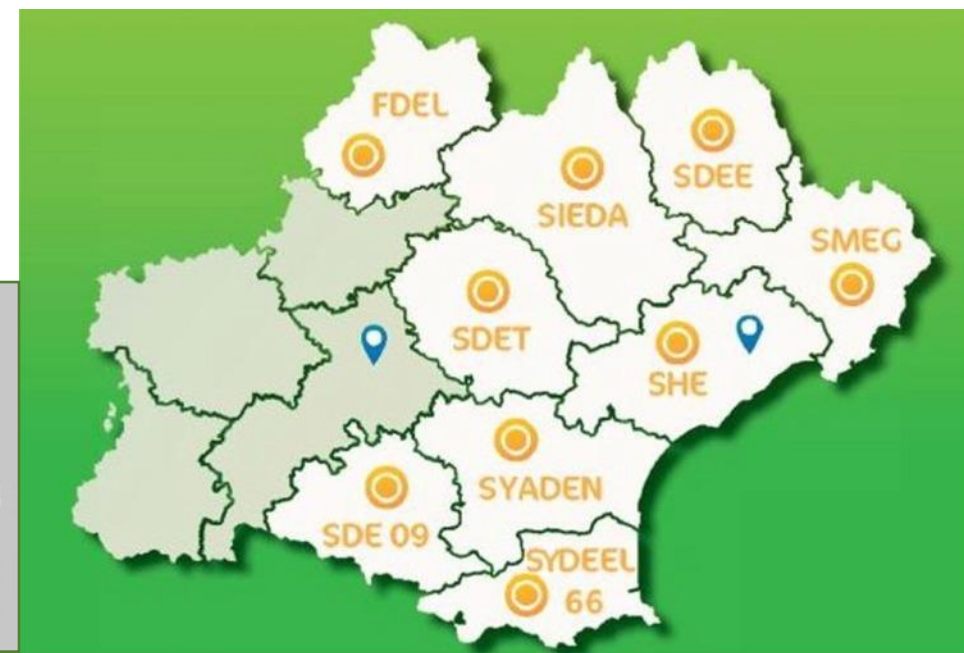 FDEL
SDEE
SIEDA
SMEG
SDET
SHE
SYADEN
SDE 09
SYDEEL
66